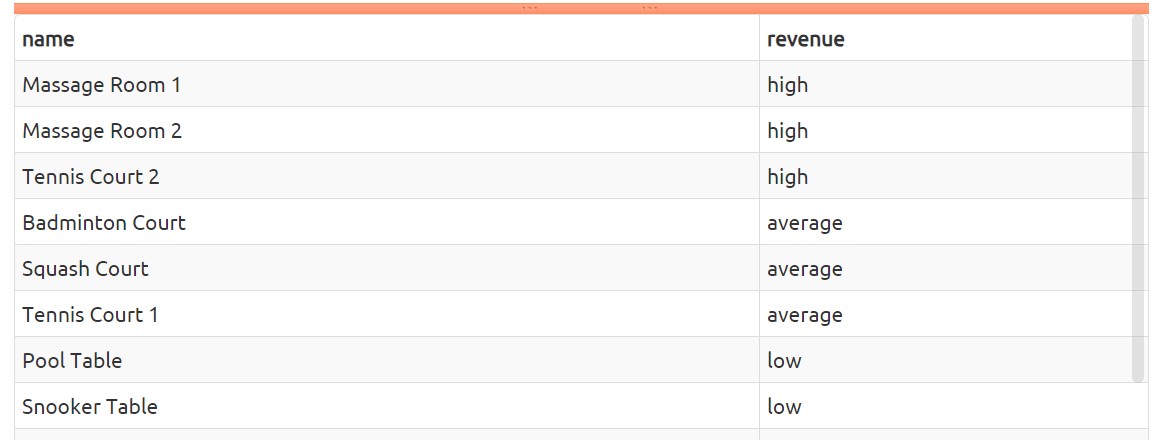 name revenue
Massage Room 1 high
Massage Room 2 high
Tennis Court 2 high
Badminton Court average
Squash Court average
Tennis Court 1 average
Pool Table low
Snooker Table low